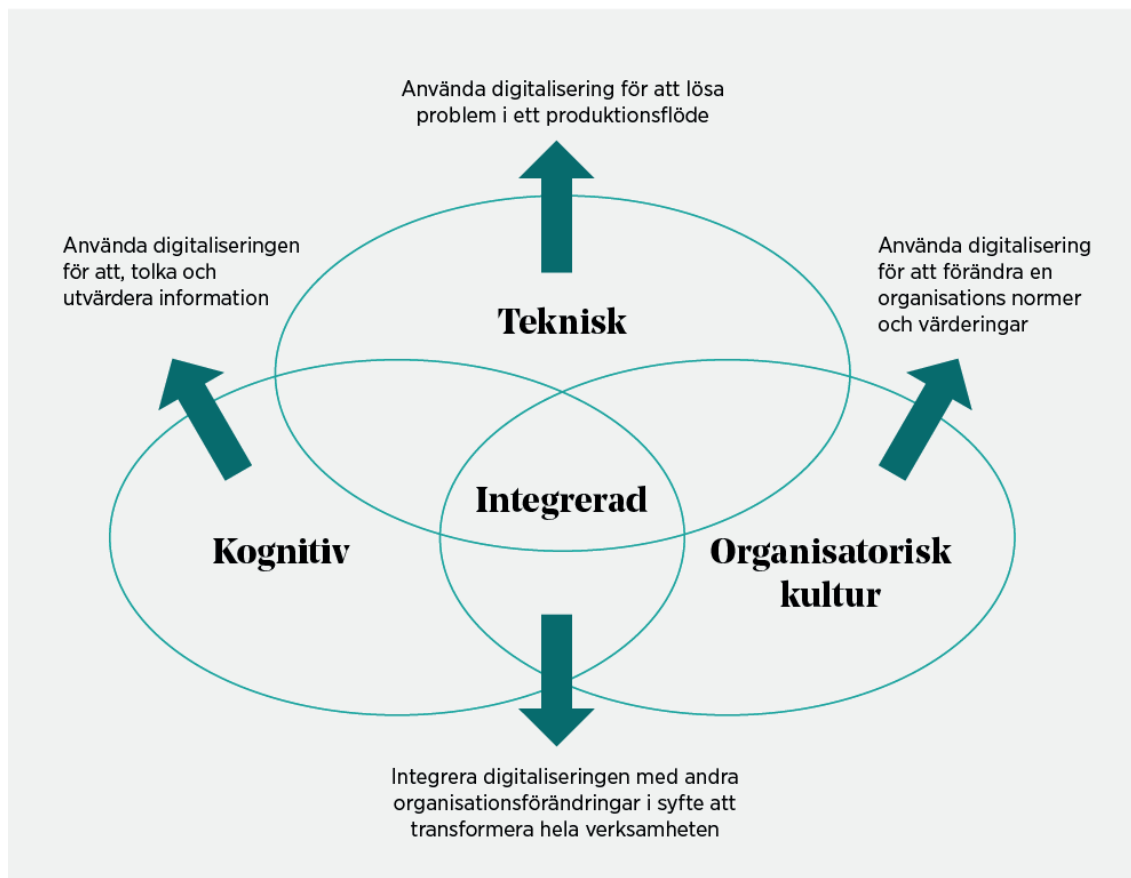 Använda digitalisering för att lösa
problem i ett produktionsflöde
Använda digitaliseringen
för att, tolka och
utvärdera information
Använda digitalisering
för att förändra en
organisations normer
och värderingar
Teknisk
Integrerad
Kognitiv
Organisatorisk
kultur
Integrera digitaliseringen med andra
organisationsförändringar i syfte att
transformera hela verksamheten